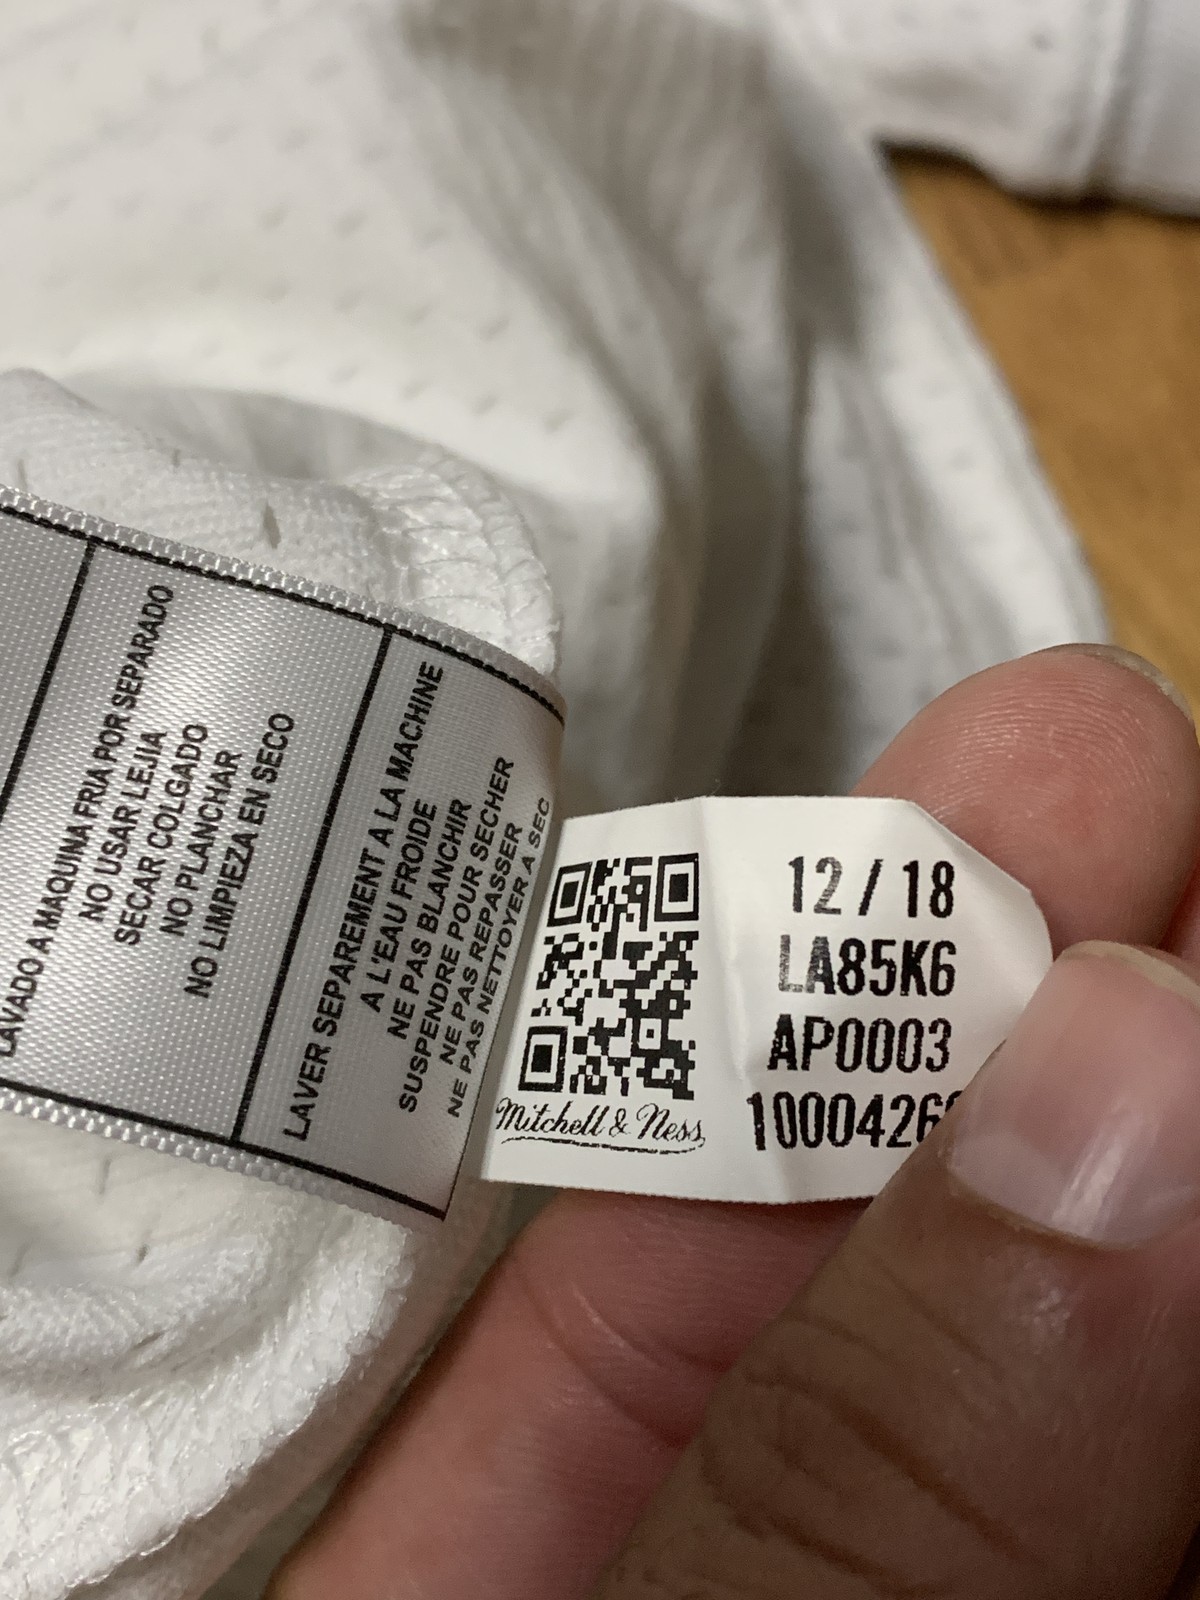 LAVADO A MAQUINA FRIA POR SEPARADO
NO USAR LEJIA
SECAR COLGADO
NO PLANCHAR
NO LIMPIEZA EN SECO
LAVER SEPAREMENT A LA MACHINE
A L'EAU FROIDE
NE PAS BLANCHIR
SUSPENDRE POUR SECHER
NE PAS REPASSER
NE PAS NETTOYER A SEC
Mitchell & Ness
12/18
LA85K6
AP0003